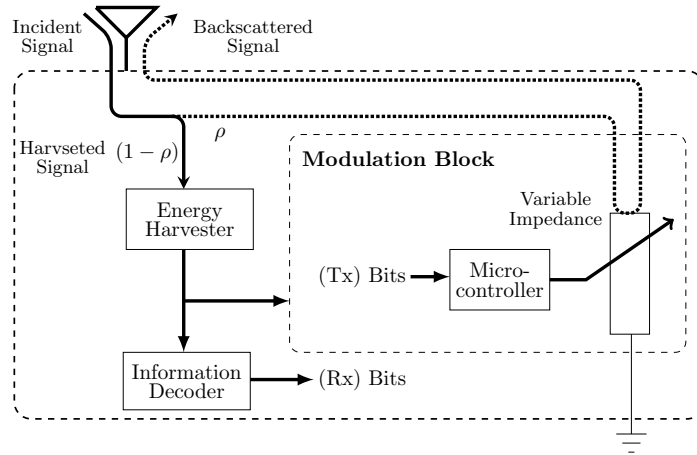 Incident
Signal
Backscattered
Signal
Harvseted
Signal
(1 − ρ)
ρ
Modulation Block
Energy
Harvester
Variable
Impedance
(Tx) Bits
Micro-
controller
Information
Decoder
(Rx) Bits